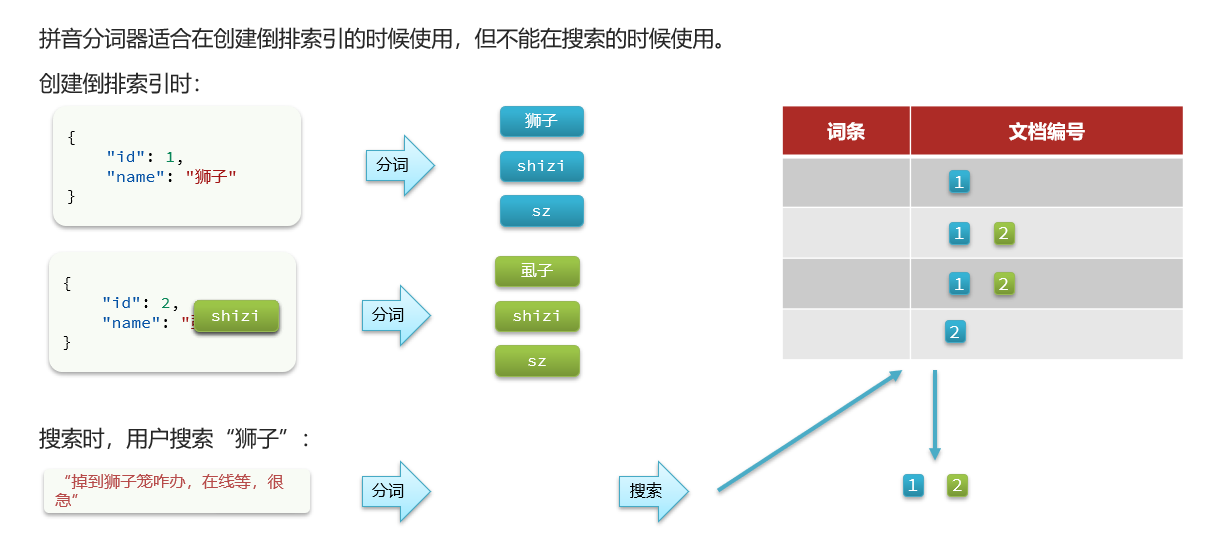 拼音分词器适合在创建倒排索引的时候使用，但不能在搜索的时候使用。
创建倒排索引时：
{
"id": 1,
"name": "狮子"
}
分词
狮子
shizi
sz
{
"id": 2,
"name": "
shizi
}
分词
虱子
shizi
sz
词条 文档编号
1
1 2
1 2
2
搜索时，用户搜索“狮子”：
“掉到狮子笼咋办，在线等，很
急”
分词
搜索
1 2